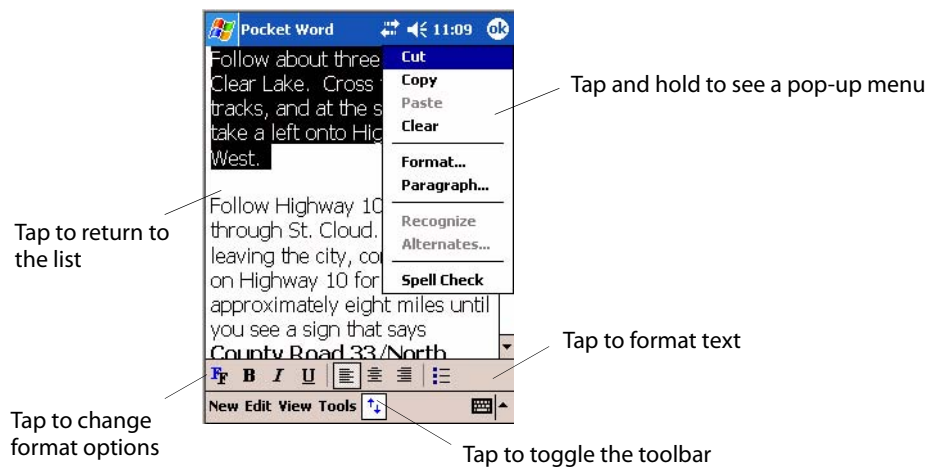 Pocket Word 11:09 ok
Follow about three
Clear Lake. Cross
tracks, and at the s
take a left onto Hig
West.
Follow Highway 10
through St. Cloud.
leaving the city, co
on Highway 10 for
approximately eight miles until
you see a sign that says
County Road 33/North
Cut
Copy
Paste
Clear
Format...
Paragraph...
Recognize
Alternates...
Spell Check
FF B I U
New Edit View Tools
Tap and hold to see a pop-up menu
Tap to return to
the list
Tap to format text
Tap to change
format options
Tap to toggle the toolbar